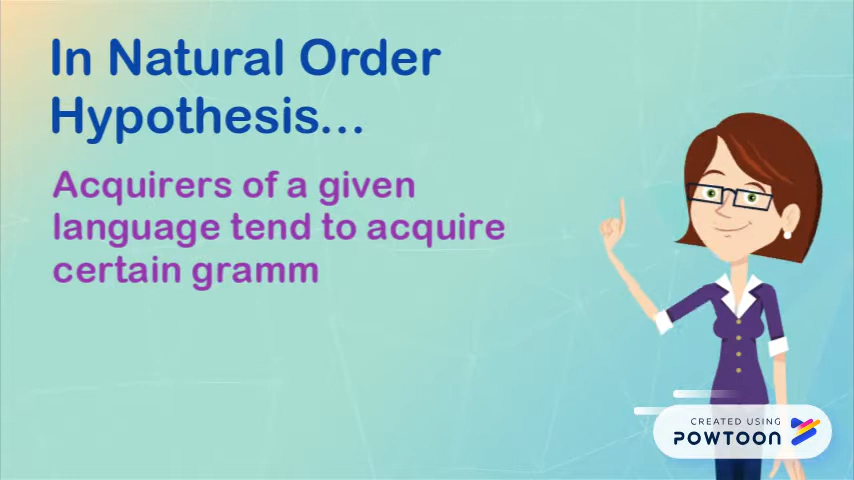 In Natural Order
Hypothesis...
Acquirers of a given
language tend to acquire
certain gramm
CREATED USING
POWTOON